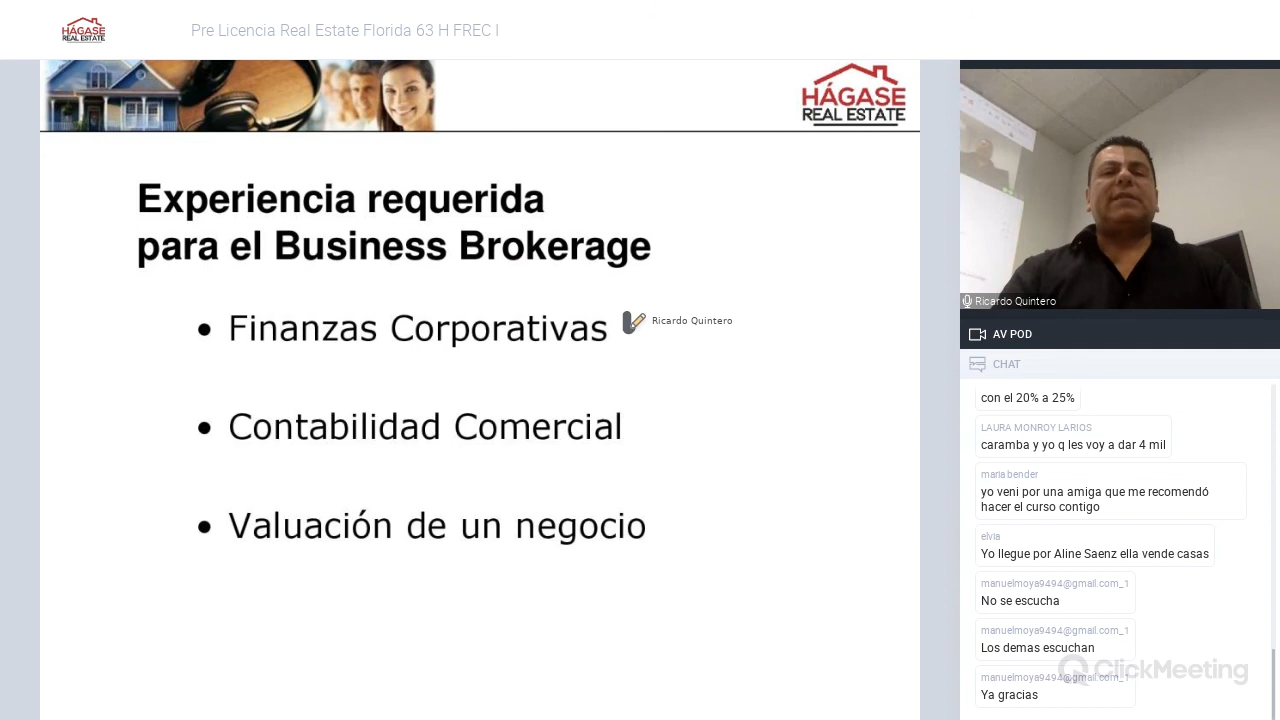 HÁGASE
REAL ESTATE
Pre Licencia Real Estate Florida 63 H FREC I
HÁGASE
REAL ESTATE
Experiencia requerida
para el Business Brokerage
• Finanzas Corporativas
Ricardo Quintero
• Contabilidad Comercial
• Valuación de un negocio
Ricardo Quintero
AV POD
CHAT
con el 20% a 25%
LAURA MONROY LARIOS
caramba y yo q les voy a dar 4 mil
maria bender
yo veni por una amiga que me recomendó
hacer el curso contigo
elvia
Yo llegue por Aline Saenz ella vende casas
manuelmoya9494@gmail.com_1
No se escucha
manuelmoya9494@gmail.com_1
Los demas escuchan
manuelmoya9494@gmail.com_1
Ya gracias
ClickMeeting